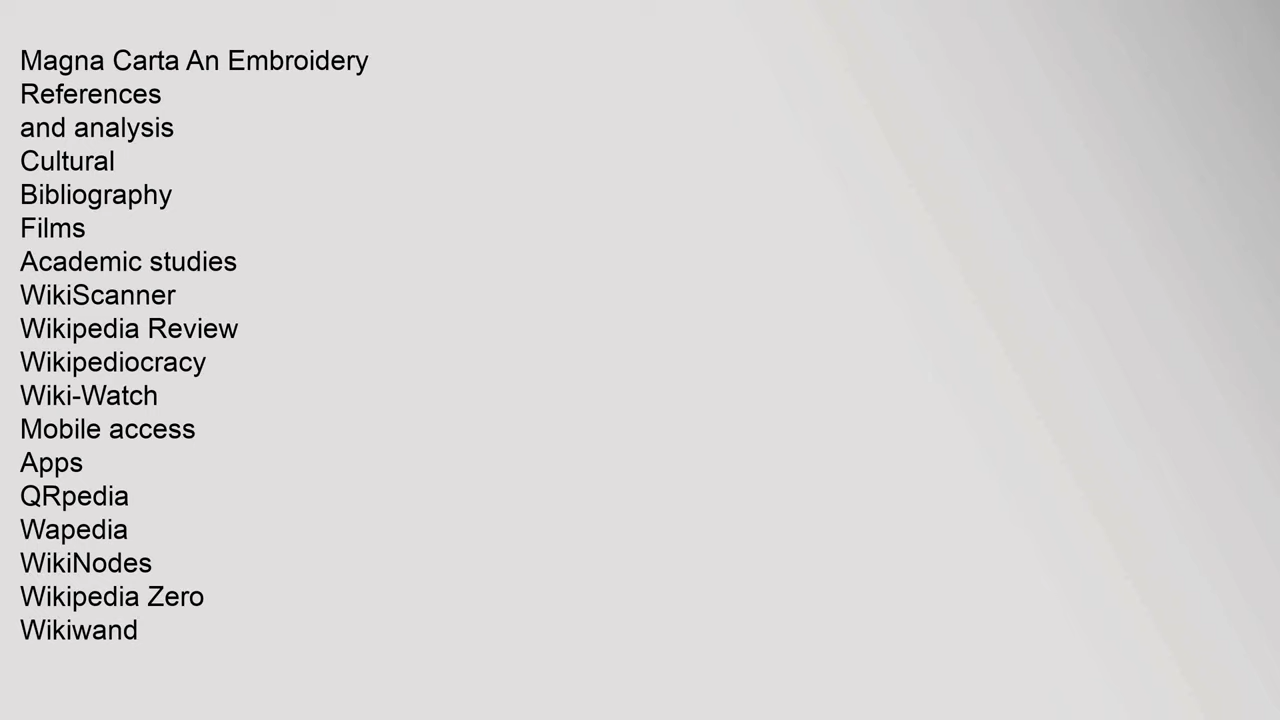 Magna Carta An Embroidery
References
and analysis
Cultural
Bibliography
Films
Academic studies
WikiScanner
Wikipedia Review
Wikipediocracy
Wiki-Watch
Mobile access
Apps
QRpedia
Wapedia
WikiNodes
Wikipedia Zero
Wikiwand